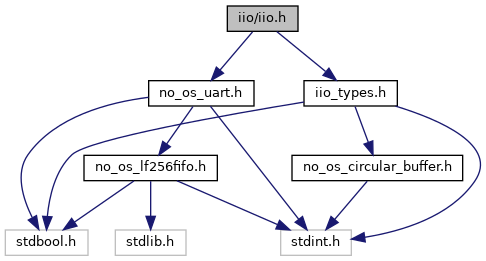 iio/iio.h
no_os_uart.h
iio_types.h
no_os_lf256fifo.h
no_os_circular_buffer.h
stdbool.h
stdlib.h
stdint.h